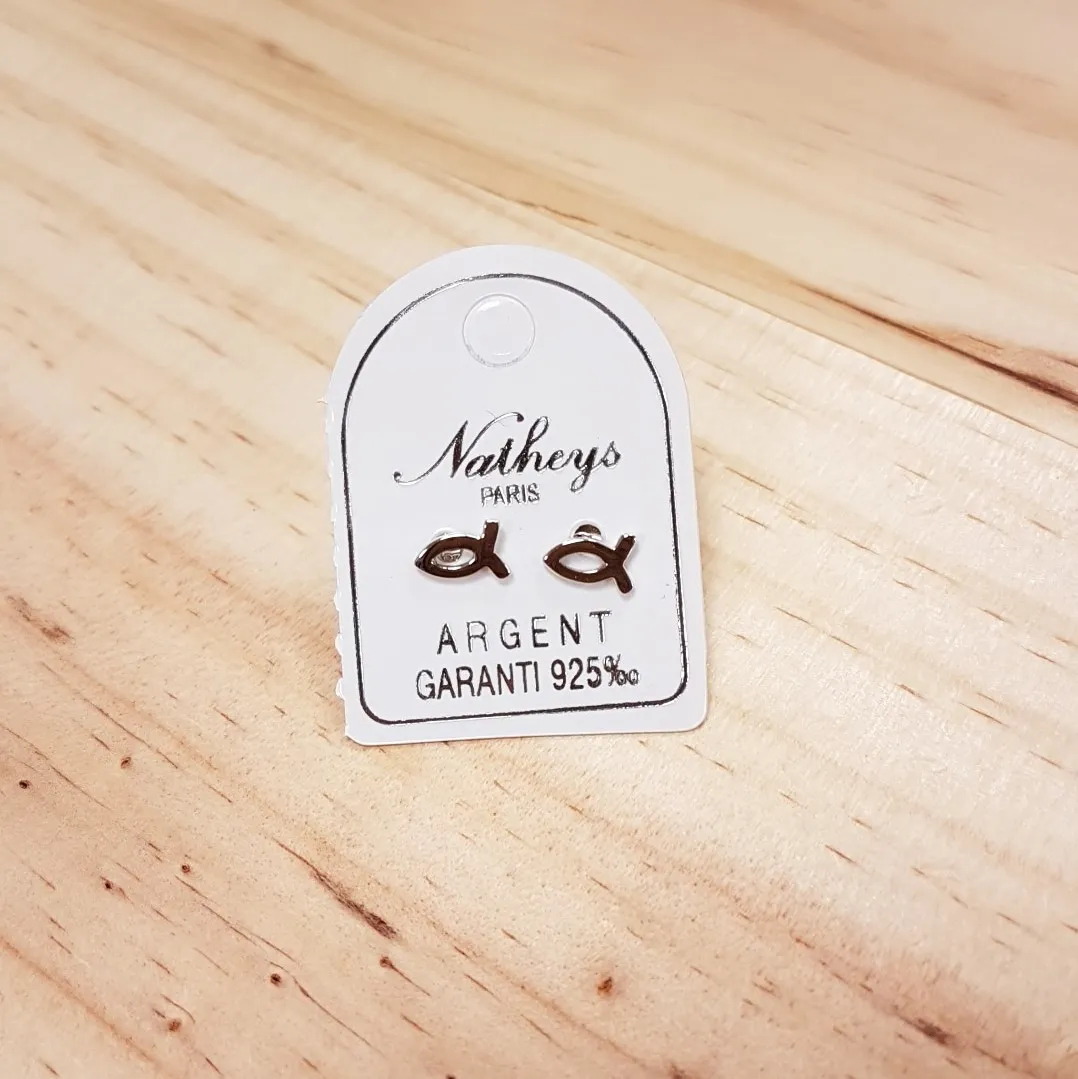 Natheys
PARIS
ARGENT
GARANTI 925‰